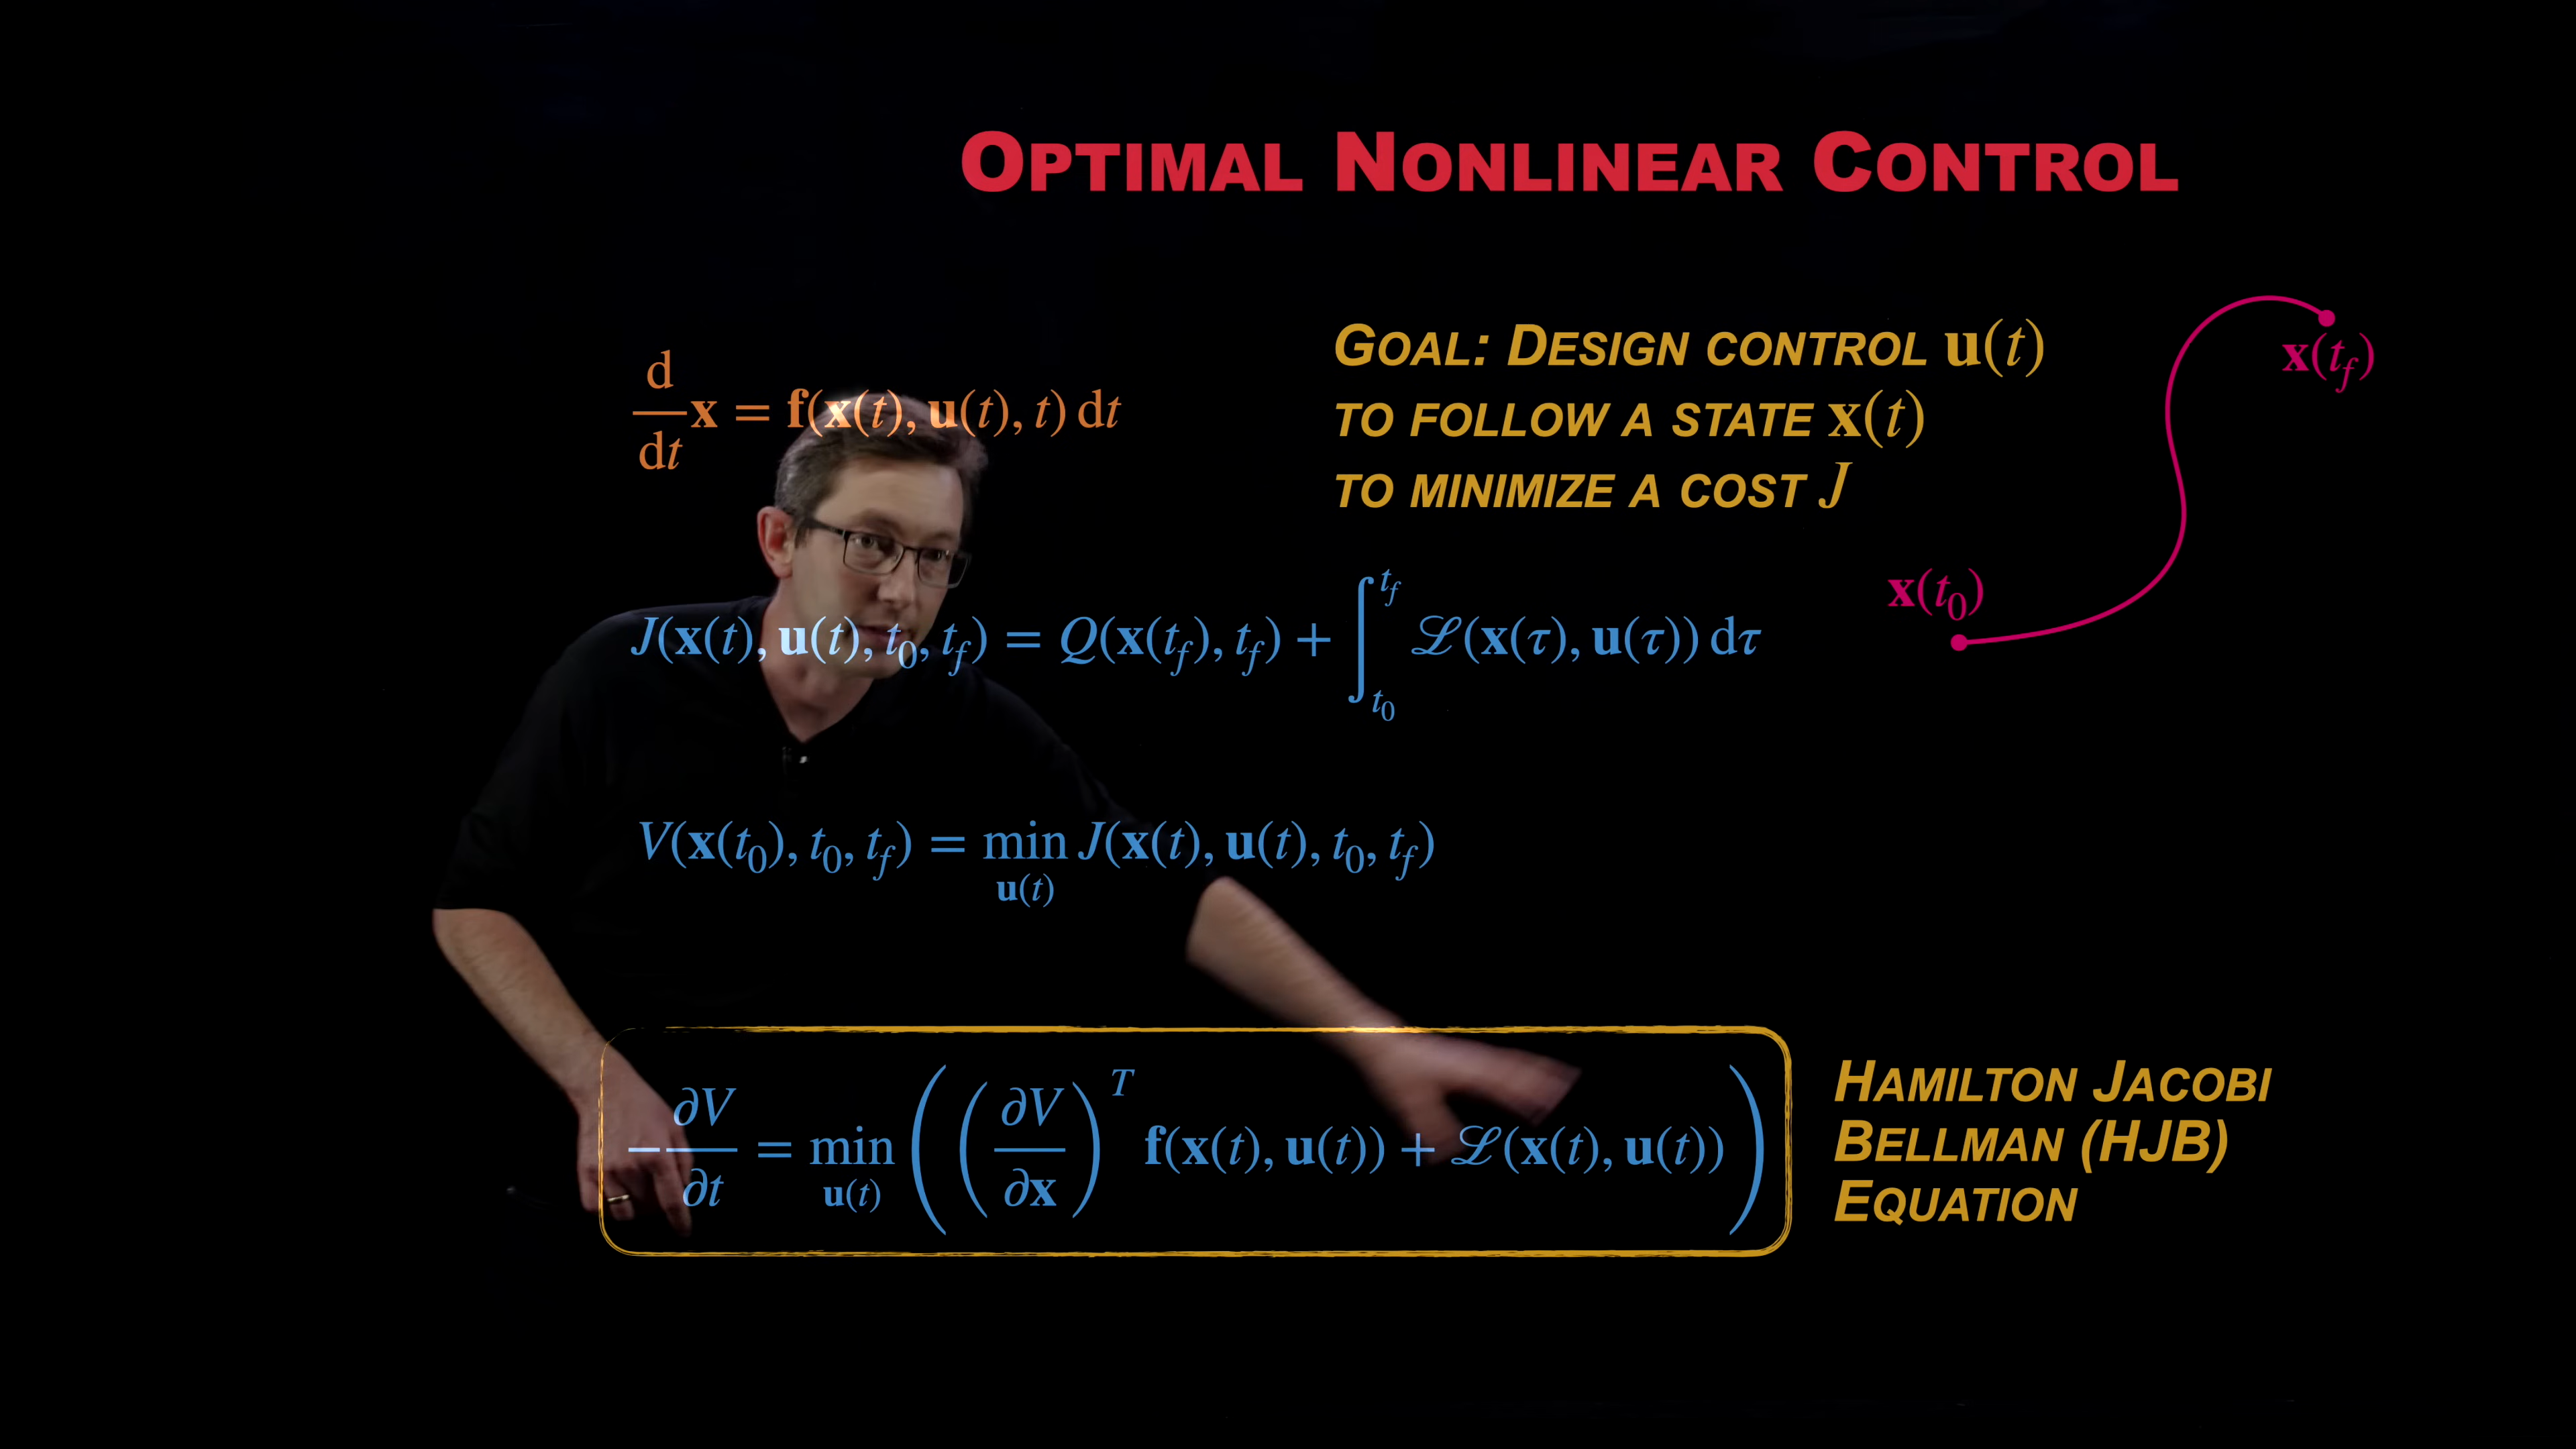 OPTIMAL NONLINEAR CONTROL
d/dt x = f(x(t), u(t), t) dt
GOAL: DESIGN CONTROL u(t)
TO FOLLOW A STATE x(t)
TO MINIMIZE A COST J
x(t_f)
x(t_0)
J(x(t), u(t), t_0, t_f) = Q(x(t_f), t_f) + ∫_{t_0}^{t_f} ℒ(x(τ), u(τ)) dτ
V(x(t_0), t_0, t_f) = min_{u(t)} J(x(t), u(t), t_0, t_f)
−∂V/∂t = min_{u(t)} ( (∂V/∂x)^T f(x(t), u(t)) + ℒ(x(t), u(t)) )
HAMILTON JACOBI
BELLMAN (HJB)
EQUATION